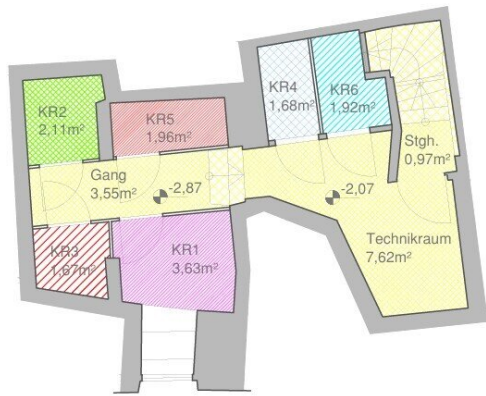 KR4
1,68m²
KR6
1,92m²
KR2
2,11m²
KR5
1,96m²
Stgh.
0,97m²
Gang
3,55m²
-2,87
-2,07
KR3
1,67m²
KR1
3,63m²
Technikraum
7,62m²